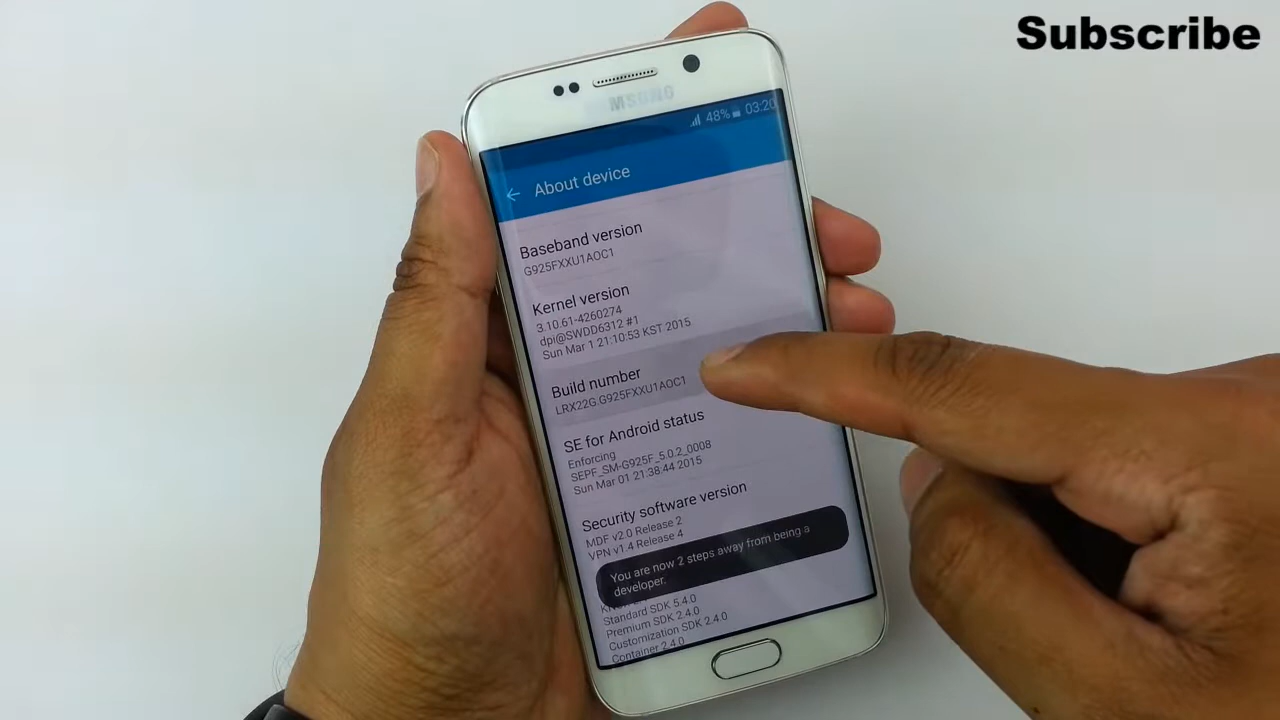 Subscribe
48% 03:20
About device
Baseband version
G925FXXU1AOC1
Kernel version
3.10.61-4260274
dpi@SWDD6312 #1
Sun Mar 1 21:10:53 KST 2015
Build number
LRX22G.G925FXXU1AOC1
SE for Android status
Enforcing
SEPF_SM-G925F_5.0.2_0008
Sun Mar 01 21:38:44 2015
Security software version
MDF v2.0 Release 2
VPN v1.4 Release 4
You are now 2 steps away from being a
developer.
Standard SDK 5.4.0
Premium SDK 2.4.0
Customization SDK 2.4.0
Container 2.4.0